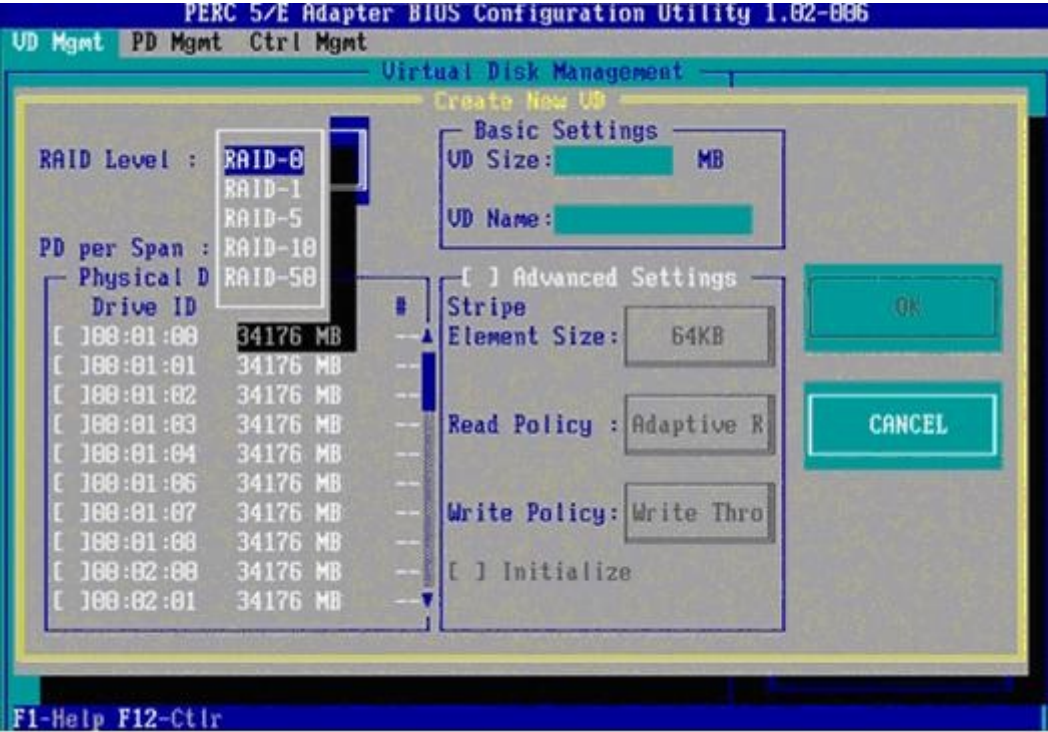 PERC 5/E Adapter BIOS Configuration Utility 1.02-006
VD Mgmt PD Mgmt Ctrl Mgmt
Virtual Disk Management
Create New VD
Basic Settings
RAID Level : RAID-0 VD Size: MB
RAID-1
RAID-5 VD Name:
PD per Span : RAID-10
Physical D RAID-50 [ ] Advanced Settings
Drive ID # Stripe
[ ]00:01:00 34176 MB -- Element Size: 64KB OK
[ ]00:01:01 34176 MB --
[ ]00:01:02 34176 MB --
[ ]00:01:03 34176 MB -- Read Policy : Adaptive R CANCEL
[ ]00:01:04 34176 MB --
[ ]00:01:06 34176 MB --
[ ]00:01:07 34176 MB -- Write Policy: Write Thro
[ ]00:01:08 34176 MB --
[ ]00:02:00 34176 MB -- [ ] Initialize
[ ]00:02:01 34176 MB --
F1-Help F12-Ctlr